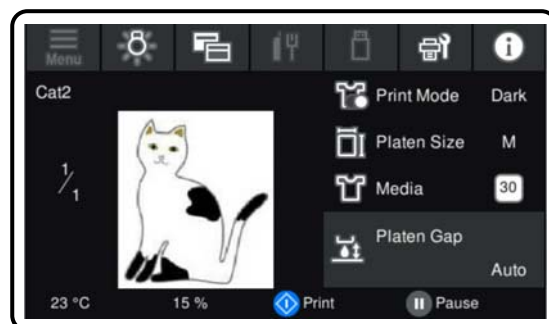 Menu
Cat2
Print Mode Dark
1/1
Platen Size M
Media 30
Platen Gap
Auto
23 °C 15 % Print Pause